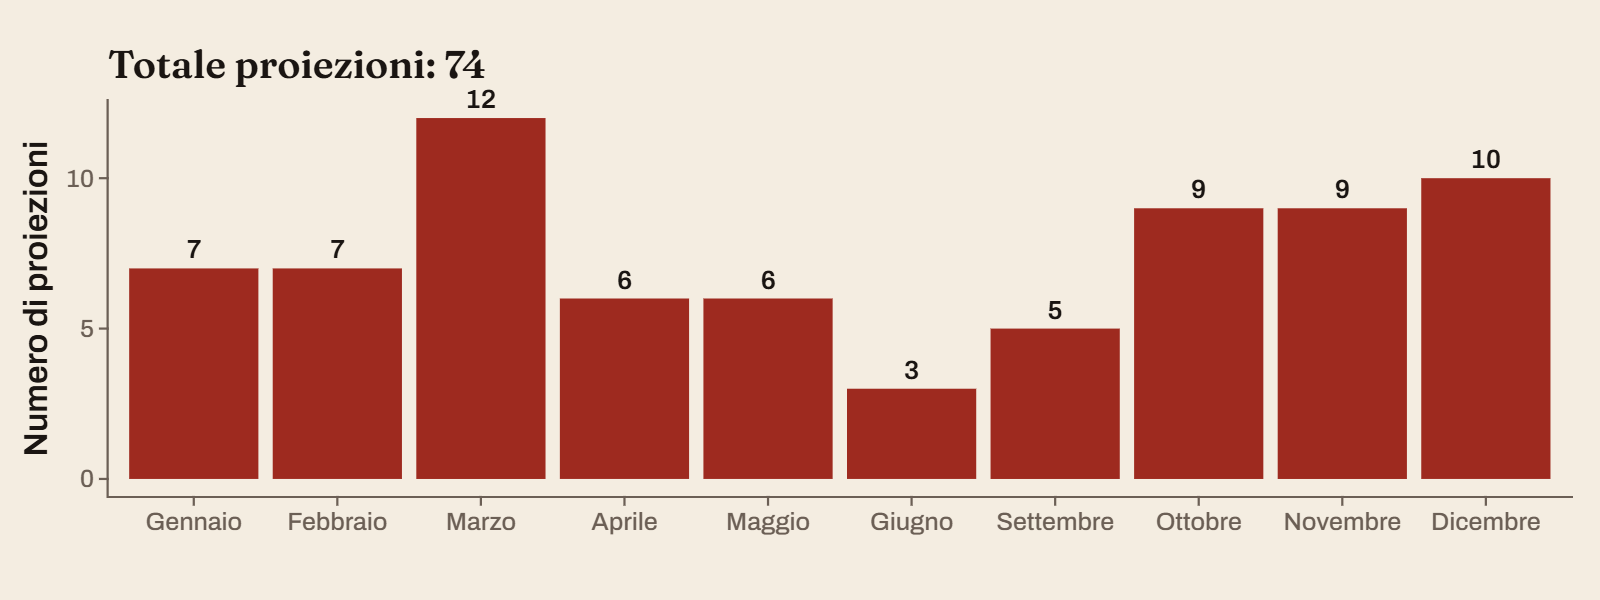 Totale proiezioni: 74
Numero di proiezioni
10
5
0
7
7
12
6
6
3
5
9
9
10
Gennaio
Febbraio
Marzo
Aprile
Maggio
Giugno
Settembre
Ottobre
Novembre
Dicembre